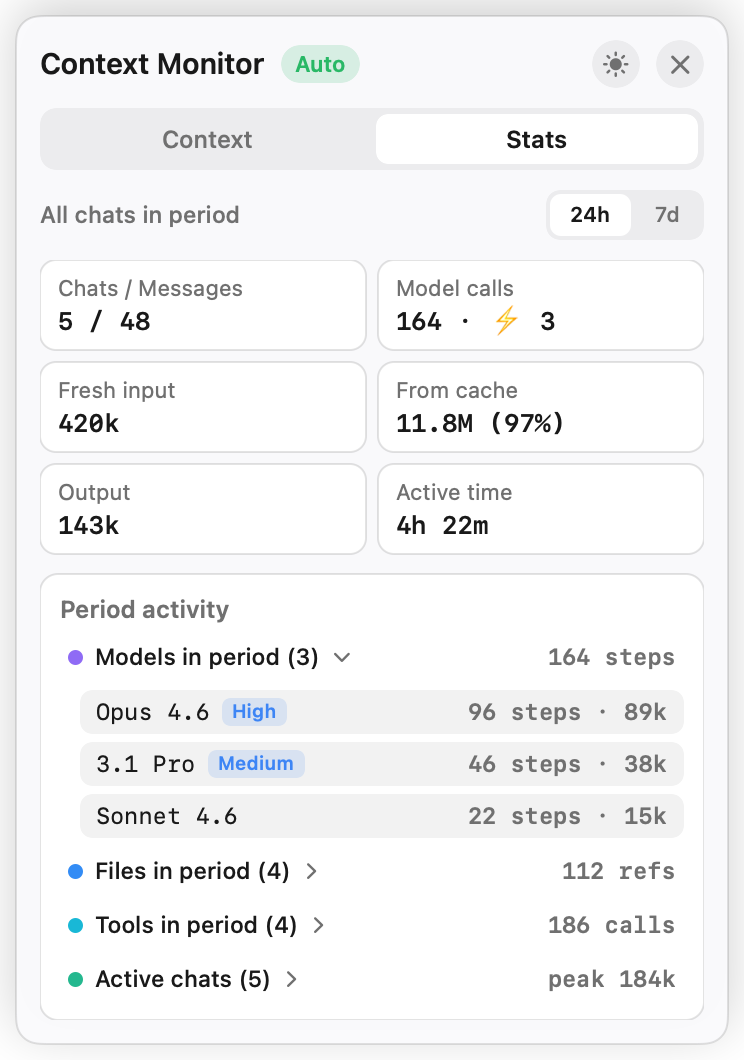 Context Monitor Auto
Context Stats
All chats in period 24h 7d
Chats / Messages
5 / 48
Model calls
164 · ⚡ 3
Fresh input
420k
From cache
11.8M (97%)
Output
143k
Active time
4h 22m
Period activity
Models in period (3) 164 steps
Opus 4.6 High 96 steps · 89k
3.1 Pro Medium 46 steps · 38k
Sonnet 4.6 22 steps · 15k
Files in period (4) 112 refs
Tools in period (4) 186 calls
Active chats (5) peak 184k